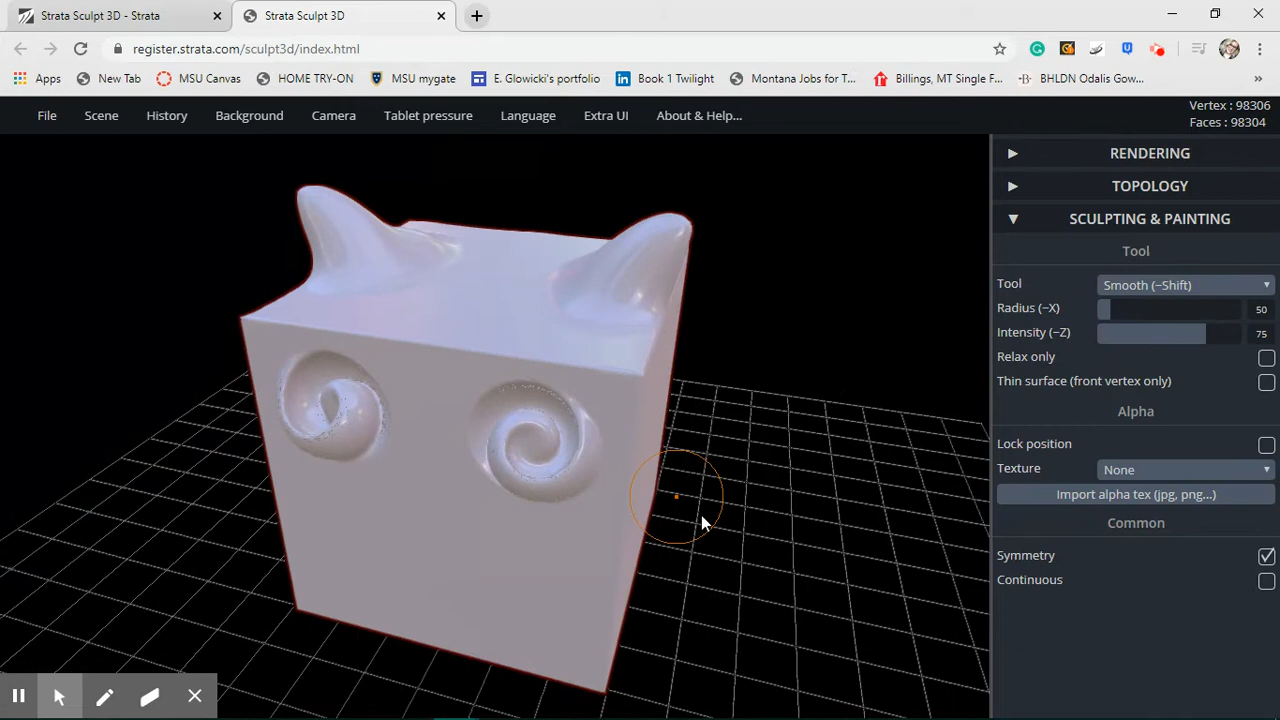 Strata Sculpt 3D - Strata
Strata Sculpt 3D
register.strata.com/sculpt3d/index.html
Apps
New Tab
MSU Canvas
HOME TRY-ON
MSU mygate
E. Glowicki's portfolio
Book 1 Twilight
Montana Jobs for T...
Billings, MT Single F...
BHLDN Odalis Gow...
File
Scene
History
Background
Camera
Tablet pressure
Language
Extra UI
About & Help...
Vertex : 98306
Faces : 98304
RENDERING
TOPOLOGY
SCULPTING & PAINTING
Tool
Tool Smooth (~Shift)
Radius (~X) 50
Intensity (~Z) 75
Relax only
Thin surface (front vertex only)
Alpha
Lock position
Texture None
Import alpha tex (jpg, png...)
Common
Symmetry
Continuous